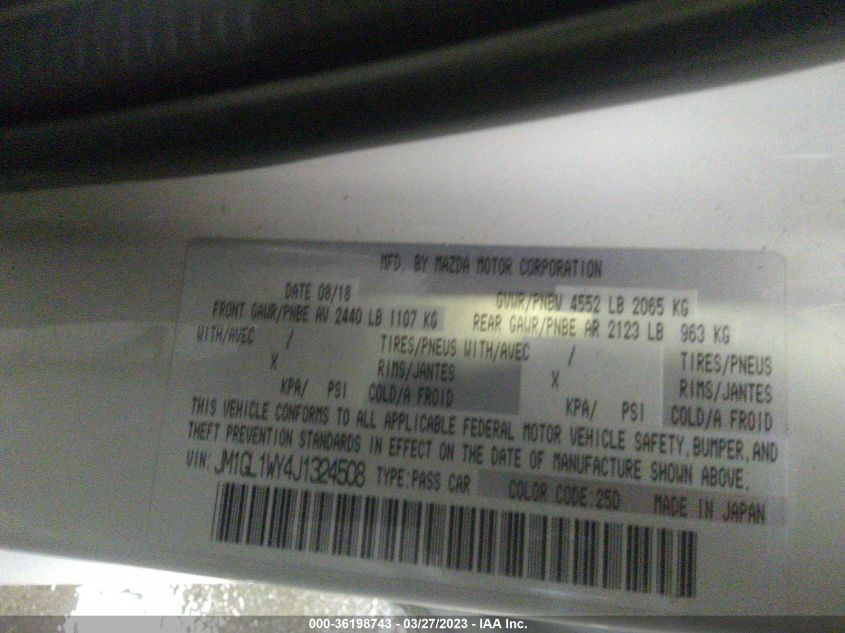 MFD. BY MAZDA MOTOR CORPORATION
DATE 08/18 GVWR/PNBV 4552 LB 2065 KG
FRONT GAWR/PNBE AV 2440 LB 1107 KG REAR GAWR/PNBE AR 2123 LB 963 KG
WITH/AVEC / TIRES/PNEUS WITH/AVEC / TIRES/PNEUS
X RIMS/JANTES X RIMS/JANTES
KPA/ PSI COLD/A FROID KPA/ PSI COLD/A FROID
THIS VEHICLE CONFORMS TO ALL APPLICABLE FEDERAL MOTOR VEHICLE SAFETY, BUMPER, AND
THEFT PREVENTION STANDARDS IN EFFECT ON THE DATE OF MANUFACTURE SHOWN ABOVE.
VIN: JM1GL1WY4J1324508 TYPE: PASS CAR COLOR CODE: 25D MADE IN JAPAN
000-36198743 - 03/27/2023 - IAA Inc.